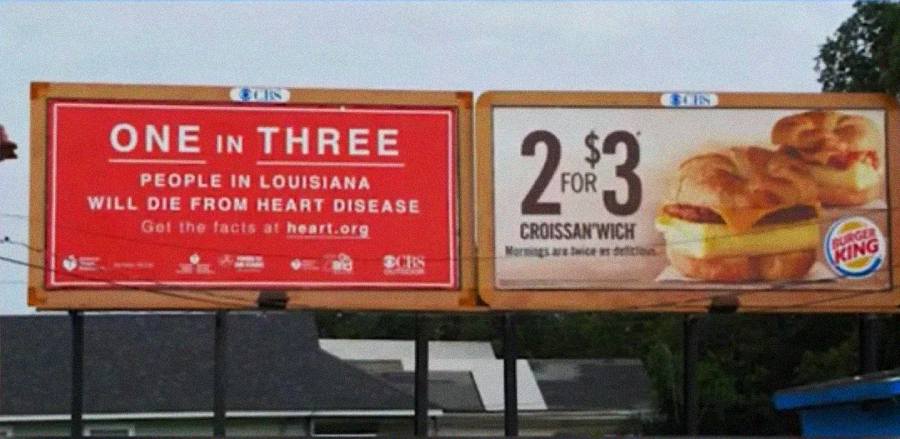 CBS
ONE IN THREE
PEOPLE IN LOUISIANA
WILL DIE FROM HEART DISEASE
Get the facts at heart.org
CBS
OUTDOOR
CBS
2 FOR $3*
CROISSAN'WICH
Mornings are twice as delicious.
BURGER
KING